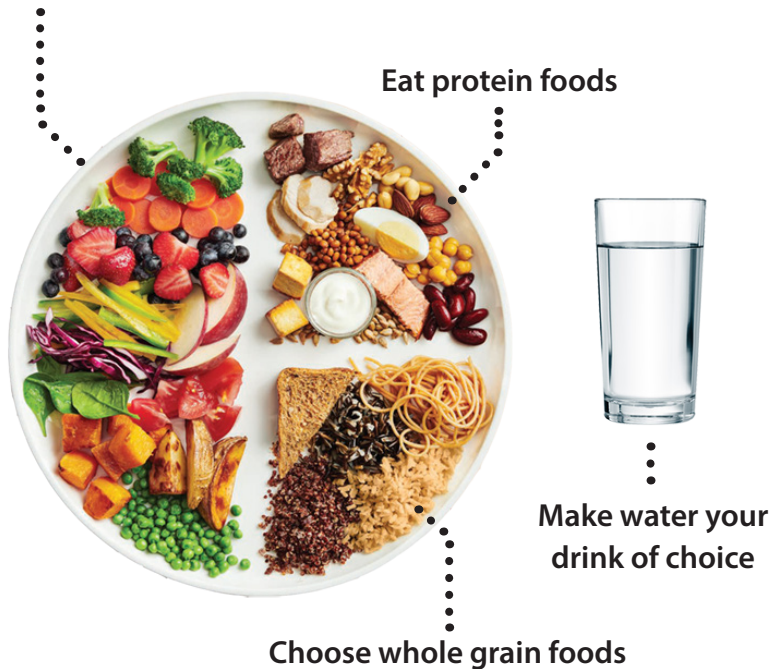 Eat protein foods
Make water your
drink of choice
Choose whole grain foods